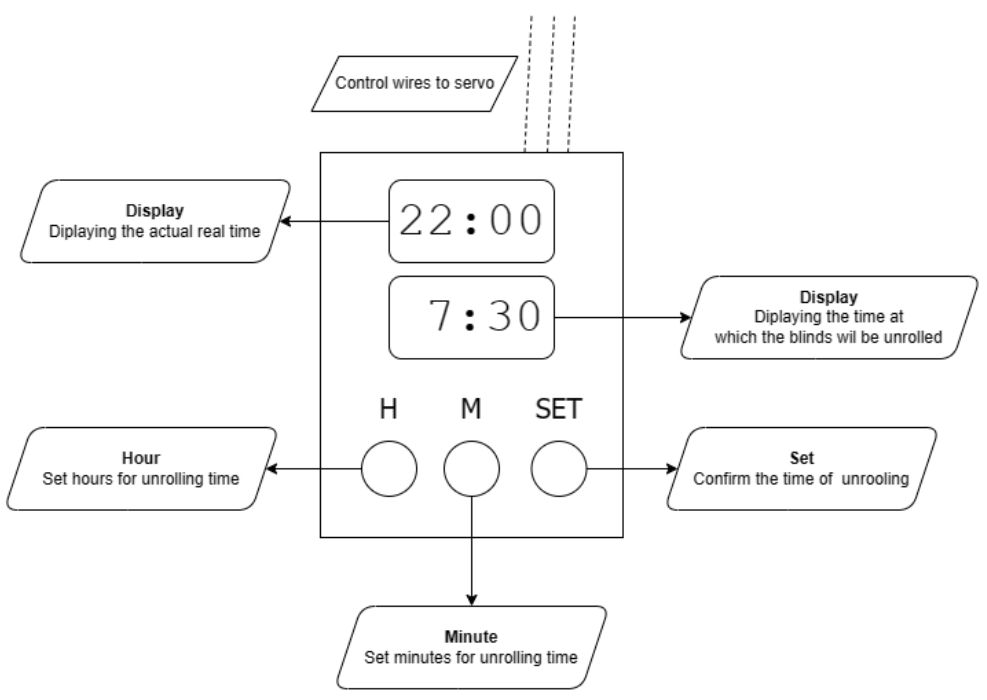 Control wires to servo
Display
Diplaying the actual real time
22:00
7:30
Display
Diplaying the time at
which the blinds wil be unrolled
H M SET
Hour
Set hours for unrolling time
Set
Confirm the time of unrooling
Minute
Set minutes for unrolling time